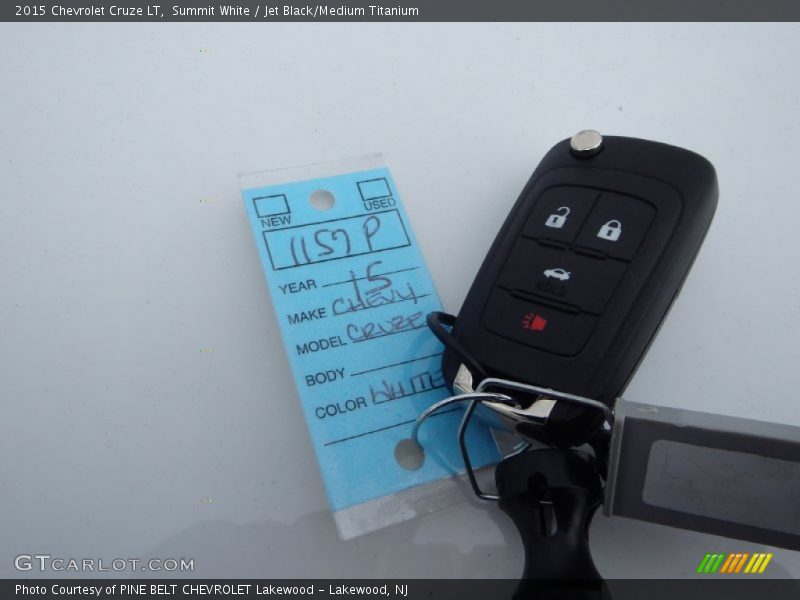 2015 Chevrolet Cruze LT, Summit White / Jet Black/Medium Titanium
NEW USED
1157P
YEAR 15
MAKE CHEVY
MODEL CRUZE
BODY
COLOR WHITE
HOLD
GTCARLOT.COM
Photo Courtesy of PINE BELT CHEVROLET Lakewood - Lakewood, NJ